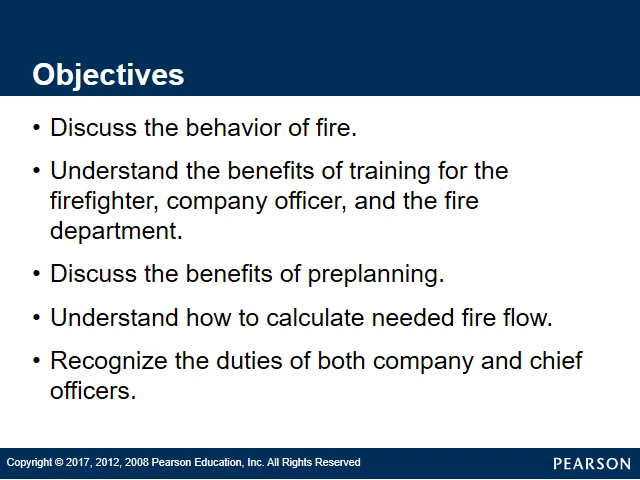 Objectives
• Discuss the behavior of fire.
• Understand the benefits of training for the
firefighter, company officer, and the fire
department.
• Discuss the benefits of preplanning.
• Understand how to calculate needed fire flow.
• Recognize the duties of both company and chief
officers.
Copyright © 2017, 2012, 2008 Pearson Education, Inc. All Rights Reserved
PEARSON